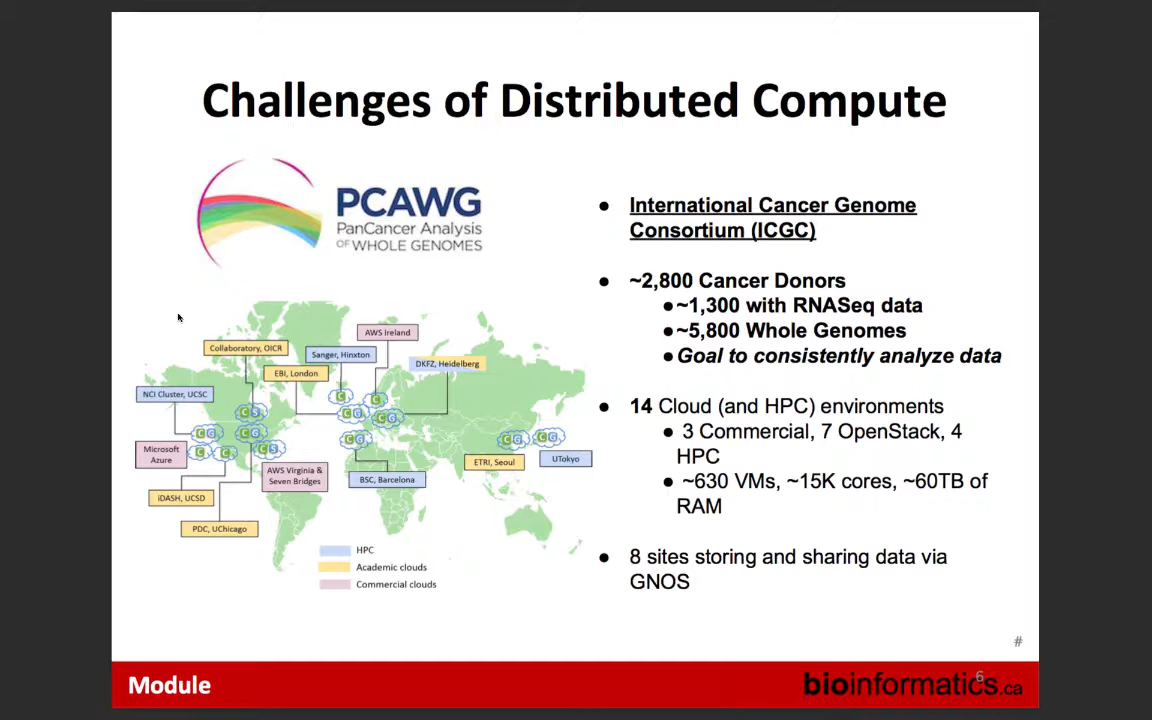 Challenges of Distributed Compute
PCAWG
PanCancer Analysis
OF WHOLE GENOMES
AWS Ireland
Collaboratory, OICR
Sanger, Hinxton
DKFZ, Heidelberg
EBI, London
NCI Cluster, UCSC
C S
C
C
C G
C G
C G
C G
C G
C G
C G
C
C
C S
Microsoft
Azure
AWS Virginia &
Seven Bridges
BSC, Barcelona
ETRI, Seoul
UTokyo
iDASH, UCSD
PDC, UChicago
HPC
Academic clouds
Commercial clouds
● International Cancer Genome
Consortium (ICGC)
● ~2,800 Cancer Donors
●~1,300 with RNASeq data
●~5,800 Whole Genomes
●Goal to consistently analyze data
● 14 Cloud (and HPC) environments
● 3 Commercial, 7 OpenStack, 4
HPC
● ~630 VMs, ~15K cores, ~60TB of
RAM
● 8 sites storing and sharing data via
GNOS
#
Module
6
bioinformatics.ca